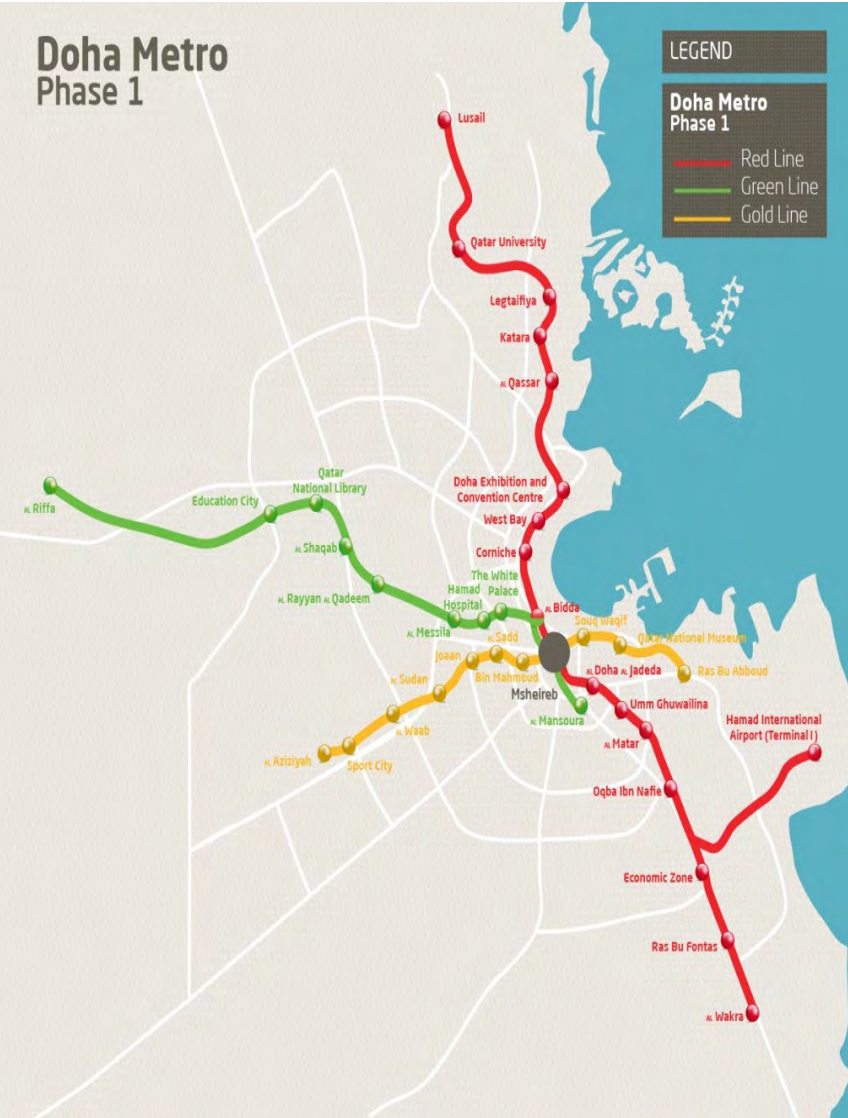 Doha Metro
Phase 1
LEGEND
Doha Metro
Phase 1
Red Line
Green Line
Gold Line
Lusail
Qatar University
Legtaifiya
Katara
AL Qassar
Doha Exhibition and
Convention Centre
West Bay
Corniche
Qatar
National Library
Education City
AL Riffa
AL Shaqab
AL Rayyan AL Qadeem
The White
Palace
Hamad
Hospital
AL Messila
AL Bidda
Souq waqif
Qatar National Museum
Ras Bu Abboud
AL Sadd
Joaan
Bin Mahmoud
AL Sudan
AL Waab
Sport City
AL Aziziyah
Msheireb
AL Mansoura
AL Doha AL Jadeda
Umm Ghuwailina
AL Matar
Hamad International
Airport (Terminal I)
Oqba Ibn Nafie
Economic Zone
Ras Bu Fontas
AL Wakra